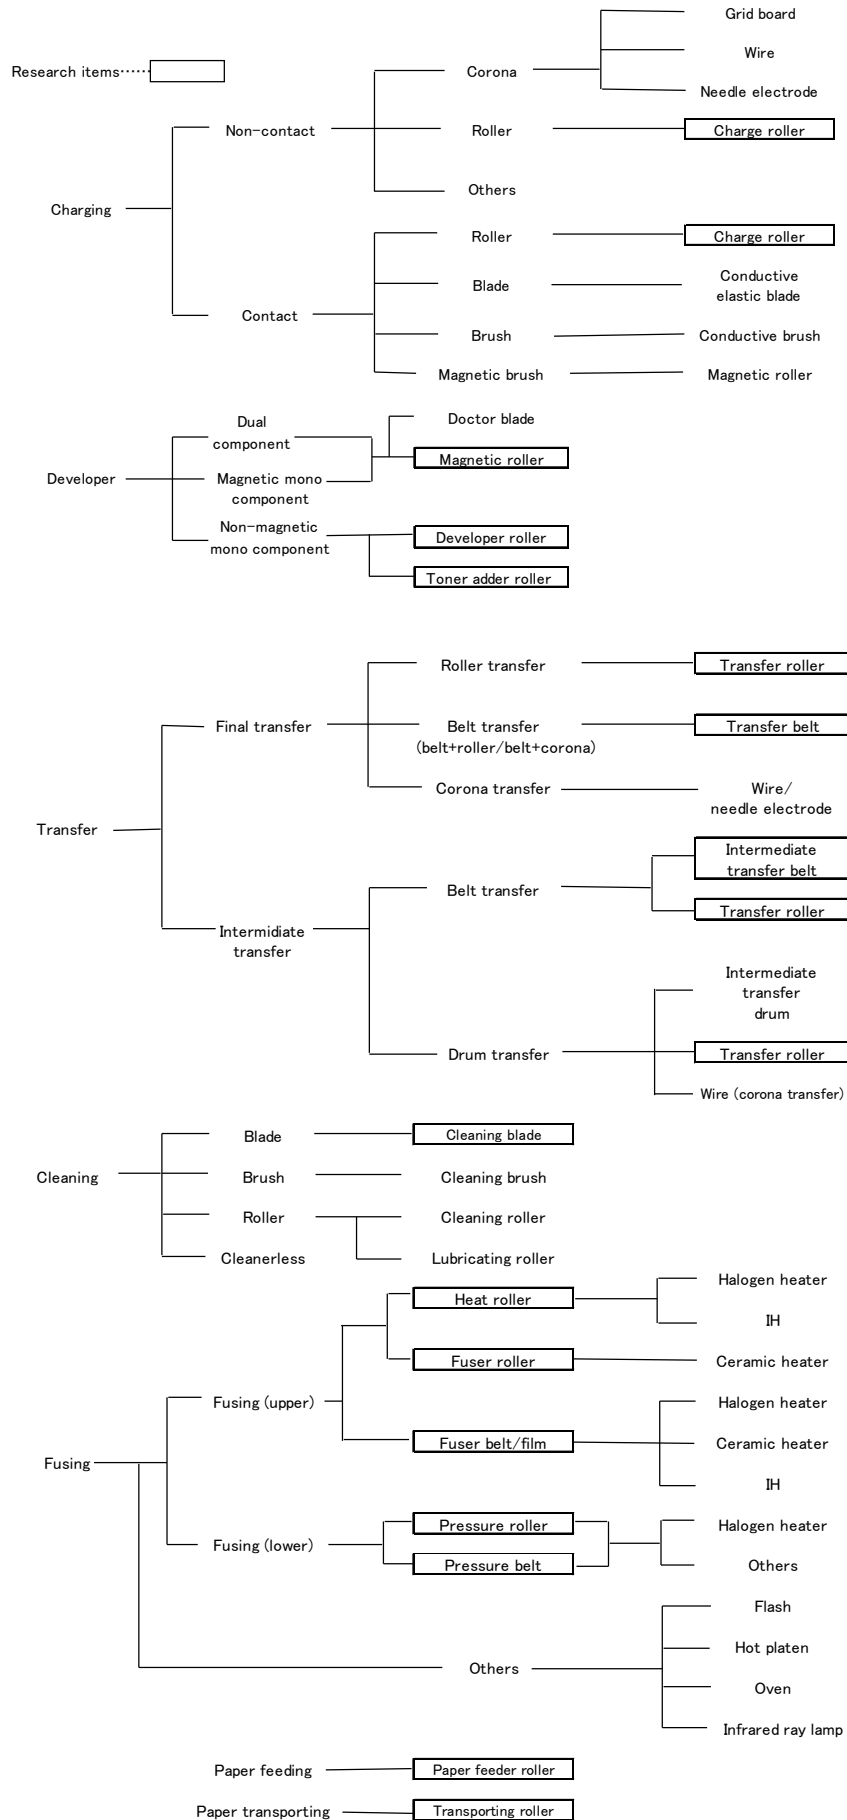 Research items
Grid board
Corona
Wire
Needle electrode
Non-contact
Roller
Charge roller
Others
Charging
Roller
Charge roller
Blade
Conductive
elastic blade
Contact
Brush
Conductive brush
Magnetic brush
Magnetic roller
Dual
component
Doctor blade
Magnetic roller
Developer
Magnetic mono
component
Non-magnetic
mono component
Developer roller
Toner adder roller
Roller transfer
Transfer roller
Final transfer
Belt transfer
(belt+roller/belt+corona)
Transfer belt
Corona transfer
Wire/
needle electrode
Transfer
Belt transfer
Intermediate
transfer belt
Transfer roller
Intermidiate
transfer
Intermediate
transfer
drum
Drum transfer
Transfer roller
Wire (corona transfer)
Blade
Cleaning blade
Cleaning
Brush
Cleaning brush
Roller
Cleaning roller
Cleanerless
Lubricating roller
Heat roller
Halogen heater
IH
Fuser roller
Ceramic heater
Fusing (upper)
Halogen heater
Fuser belt/film
Ceramic heater
IH
Fusing
Pressure roller
Halogen heater
Fusing (lower)
Pressure belt
Others
Flash
Hot platen
Others
Oven
Infrared ray lamp
Paper feeding
Paper feeder roller
Paper transporting
Transporting roller